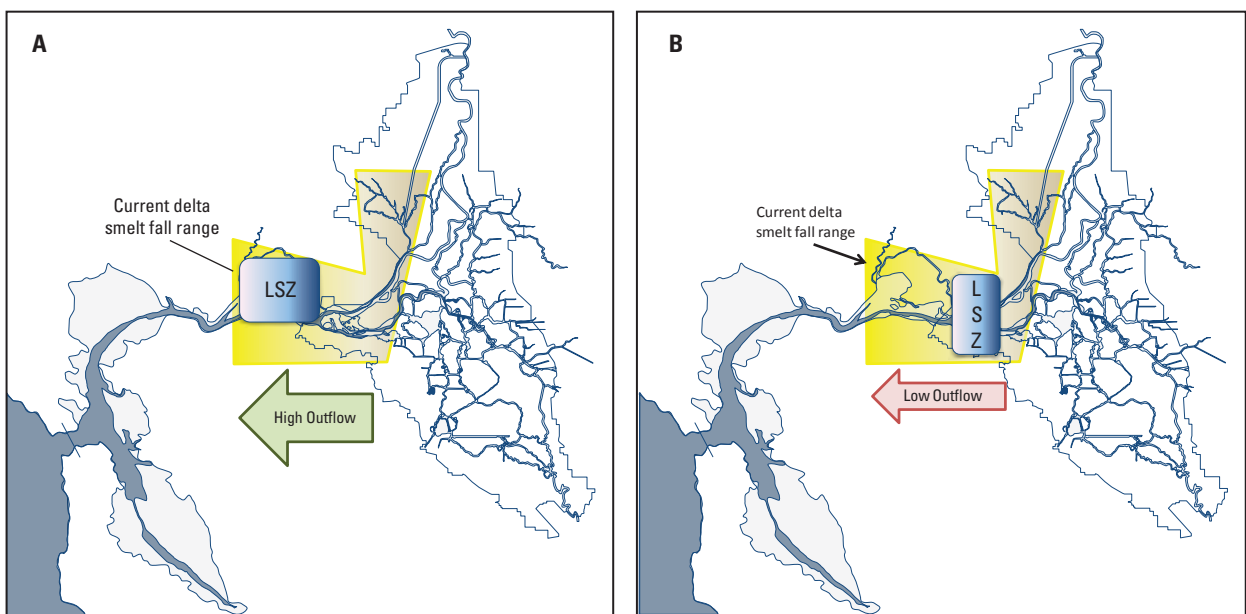 A
Current delta
smelt fall range
LSZ
High Outflow
B
Current delta
smelt fall range
L
S
Z
Low Outflow